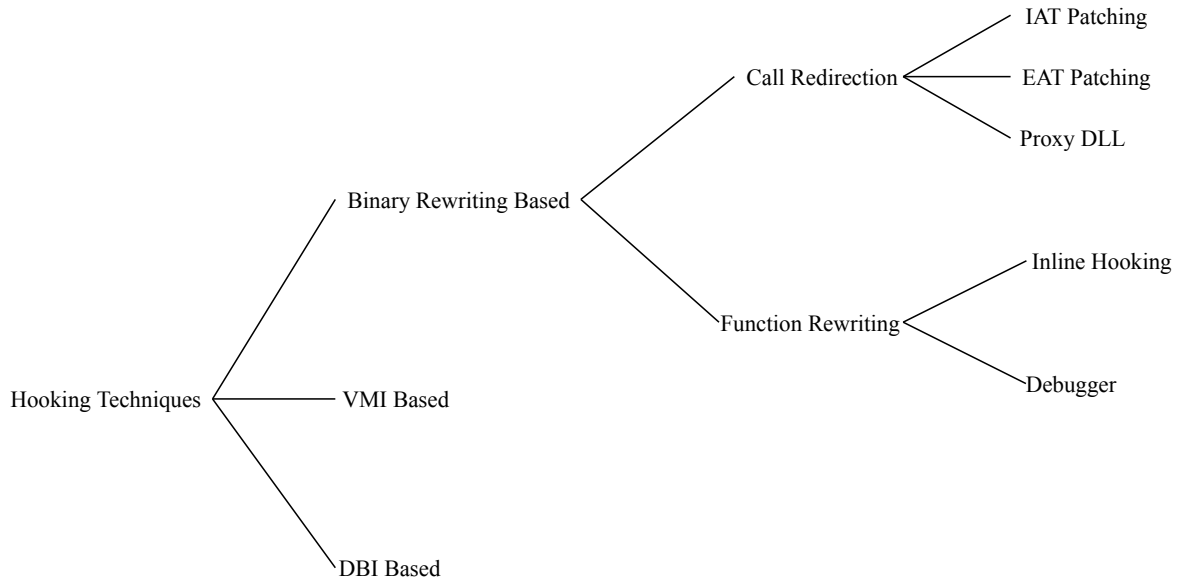 IAT Patching
Call Redirection
EAT Patching
Proxy DLL
Binary Rewriting Based
Inline Hooking
Function Rewriting
Debugger
Hooking Techniques
VMI Based
DBI Based